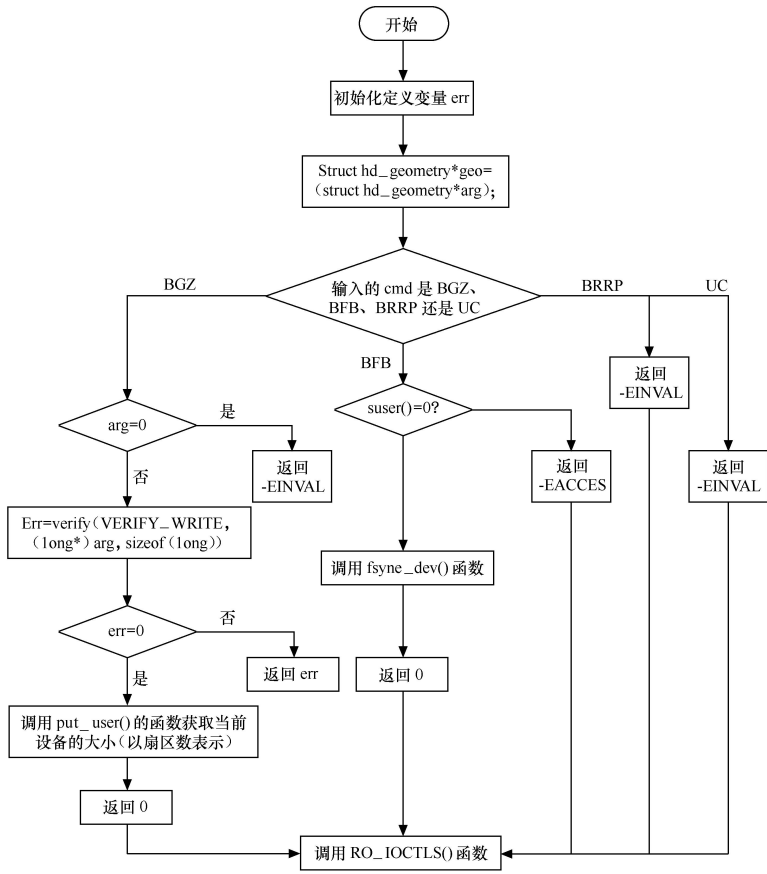 开始
初始化定义变量 err
Struct hd_geometry*geo=
(struct hd_geometry*arg);
输入的 cmd 是 BGZ、
BFB、BRRP 还是 UC
BGZ
BRRP
UC
BFB
arg=0
是
否
suser()=0?
返回
-EINVAL
返回
-EINVAL
返回
-EACCES
返回
-EINVAL
Err=verify(VERIFY_WRITE,
(1ong*) arg, sizeof(1ong))
调用 fsyne_dev()函数
err=0
否
是
返回 err
返回 0
调用 put_user()的函数获取当前
设备的大小(以扇区数表示)
返回 0
调用 RO_IOCTLS()函数